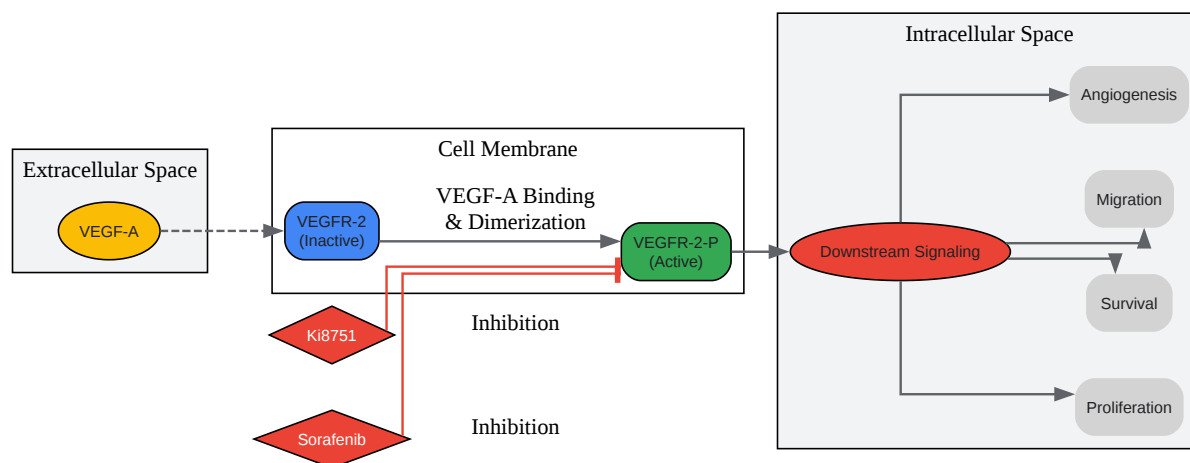 Extracellular Space
VEGF-A
Cell Membrane
VEGFR-2
(Inactive)
VEGF-A Binding
& Dimerization
VEGFR-2-P
(Active)
Ki8751
Inhibition
Sorafenib
Inhibition
Intracellular Space
Downstream Signaling
Angiogenesis
Migration
Survival
Proliferation